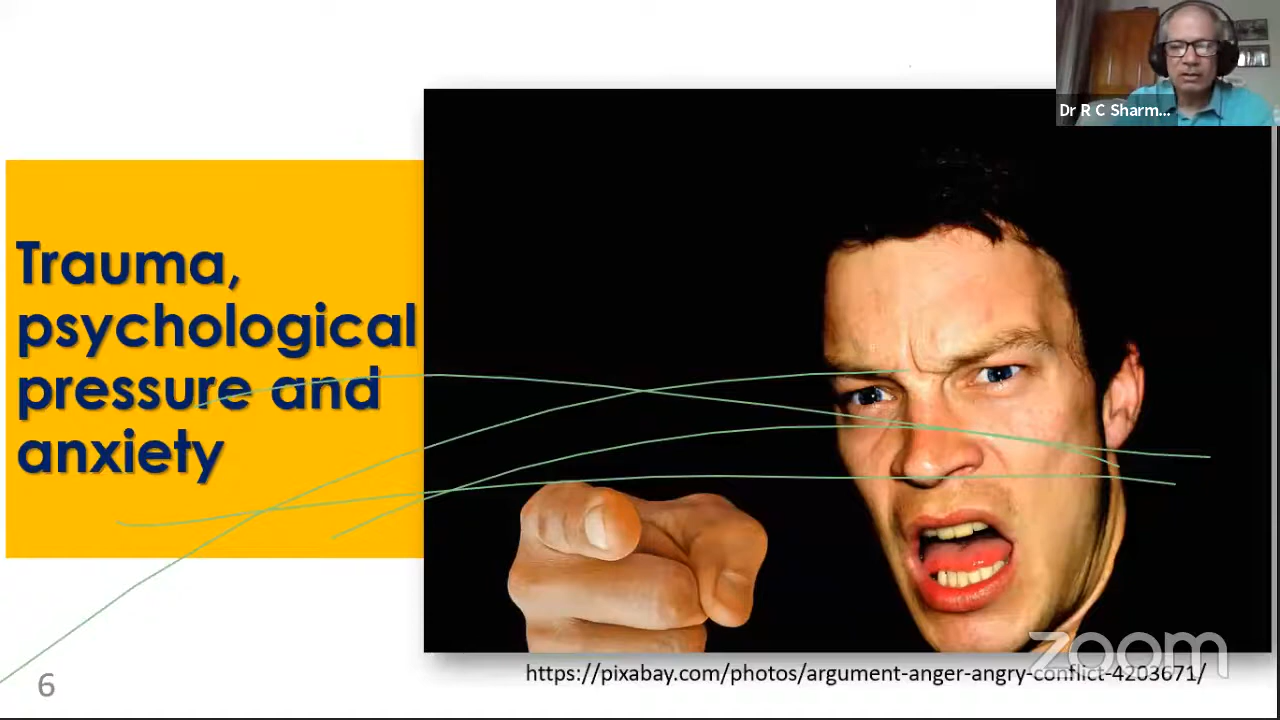 Dr R C Sharm...
Trauma,
psychological
pressure and
anxiety
zoom
https://pixabay.com/photos/argument-anger-angry-conflict-4203671/
6